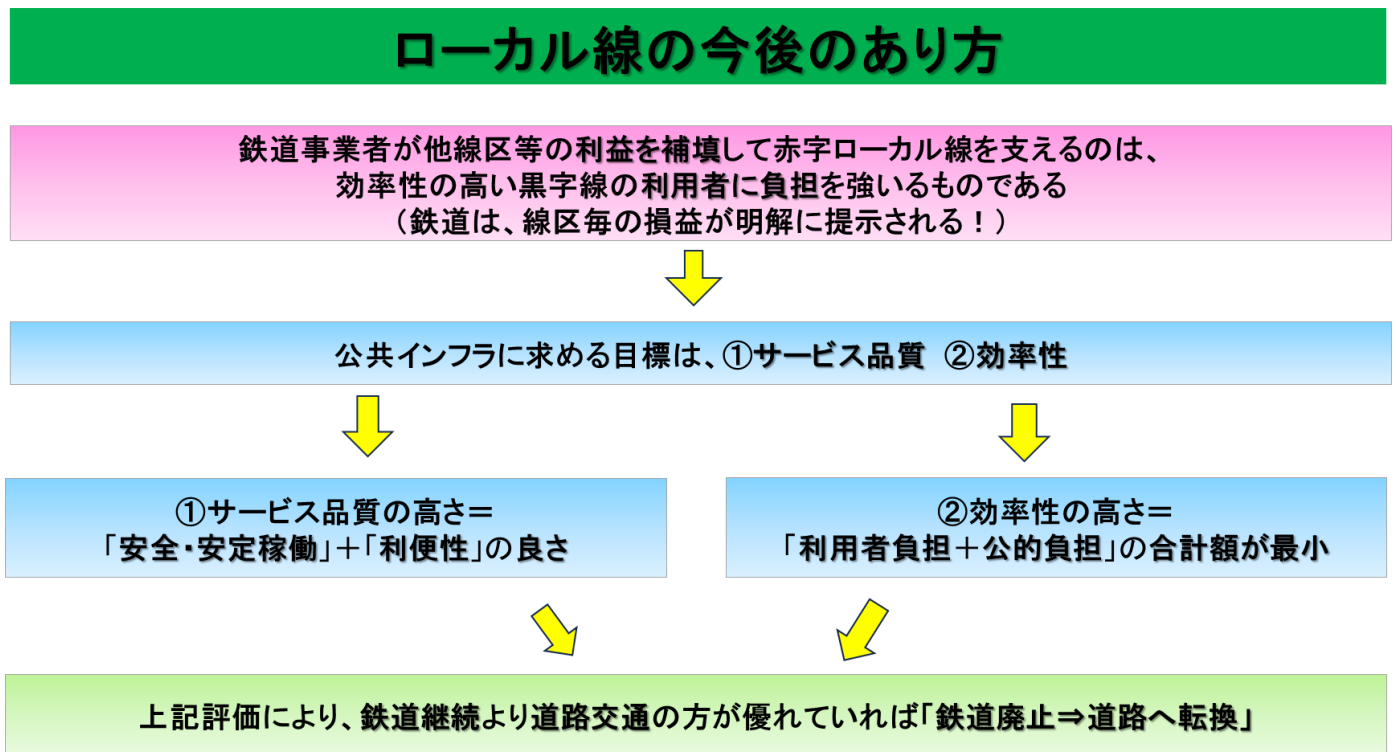 ローカル線の今後のあり方
鉄道事業者が他線区等の利益を補填して赤字ローカル線を支えるのは、
効率性の高い黒字線の利用者に負担を強いるものである
（鉄道は、線区毎の損益が明解に提示される！）
公共インフラに求める目標は、①サービス品質 ②効率性
①サービス品質の高さ＝
「安全・安定稼働」＋「利便性」の良さ
②効率性の高さ＝
「利用者負担＋公的負担」の合計額が最小
上記評価により、鉄道継続より道路交通の方が優れていれば「鉄道廃止⇒道路へ転換」